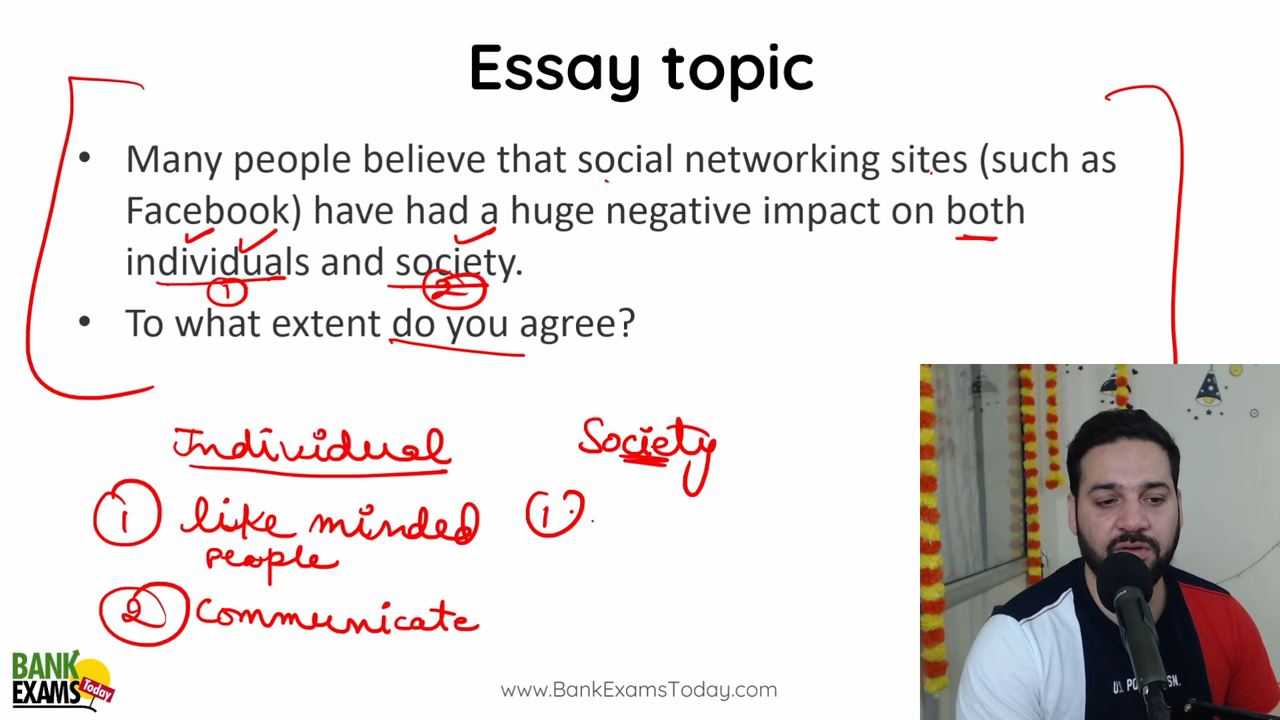 Essay topic
• Many people believe that social networking sites (such as
Facebook) have had a huge negative impact on both
individuals and society.
1 2
• To what extent do you agree?
Individual Society
1 like minded 1
people
2 Communicate
BANK
EXAMS Today
www.BankExamsToday.com